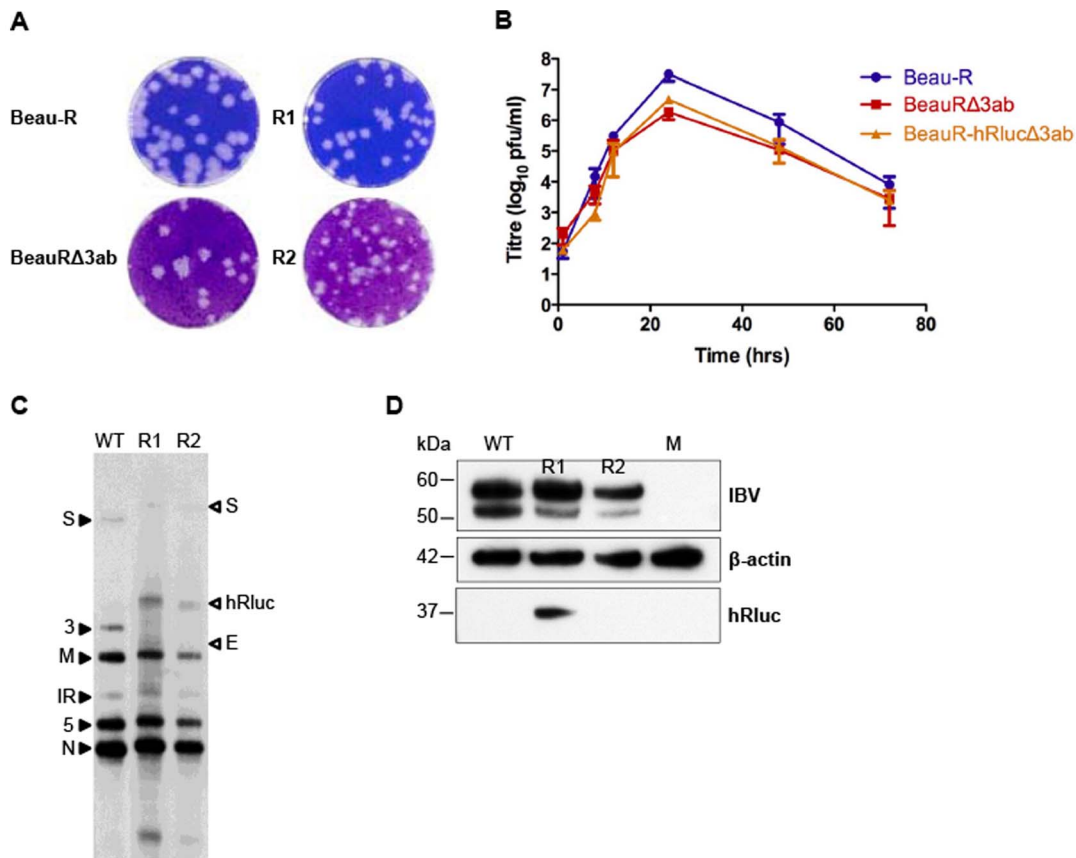 A
Beau-R
R1
BeauRΔ3ab
R2
B
Titre (log10 pfu/ml)
8
7
6
5
4
3
2
1
0
0 20 40 60 80
Time (hrs)
Beau-R
BeauRΔ3ab
BeauR-hRlucΔ3ab
C
WT R1 R2
S
3
M
IR
5
N
S
hRluc
E
D
kDa WT R1 R2 M
60
50
IBV
42 β-actin
37 hRluc